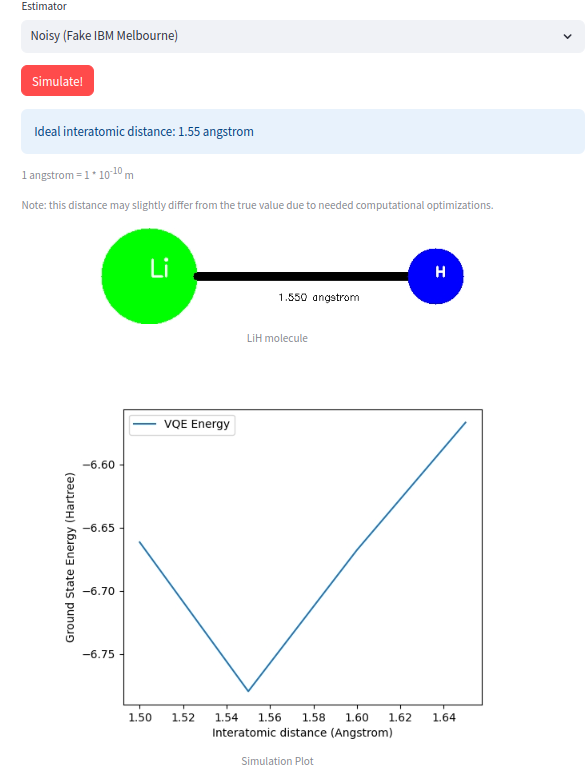 Estimator
Noisy (Fake IBM Melbourne)
Simulate!
Ideal interatomic distance: 1.55 angstrom
1 angstrom = 1 * 10^-10 m
Note: this distance may slightly differ from the true value due to needed computational optimizations.
Li
H
1.550 angstrom
LiH molecule
VQE Energy
Ground State Energy (Hartree)
−6.60
−6.65
−6.70
−6.75
1.50 1.52 1.54 1.56 1.58 1.60 1.62 1.64
Interatomic distance (Angstrom)
Simulation Plot